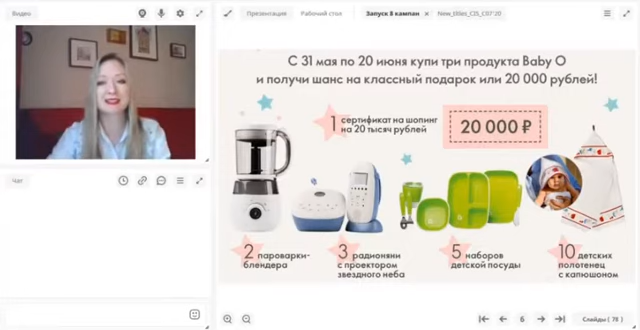 Видео
Презентация
Рабочий стол
Запуск 8 кампан
New_titles_CIS_C07'20
С 31 мая по 20 июня купи три продукта Baby O
и получи шанс на классный подарок или 20 000 рублей!
1 сертификат на шопинг
на 20 тысяч рублей
20 000 ₽
2 пароварки-
блендера
3 радионяни
с проектором
звездного неба
5 наборов
детской посуды
10 детских
полотенец
с капюшоном
Чат
6
Слайды ( 78 )